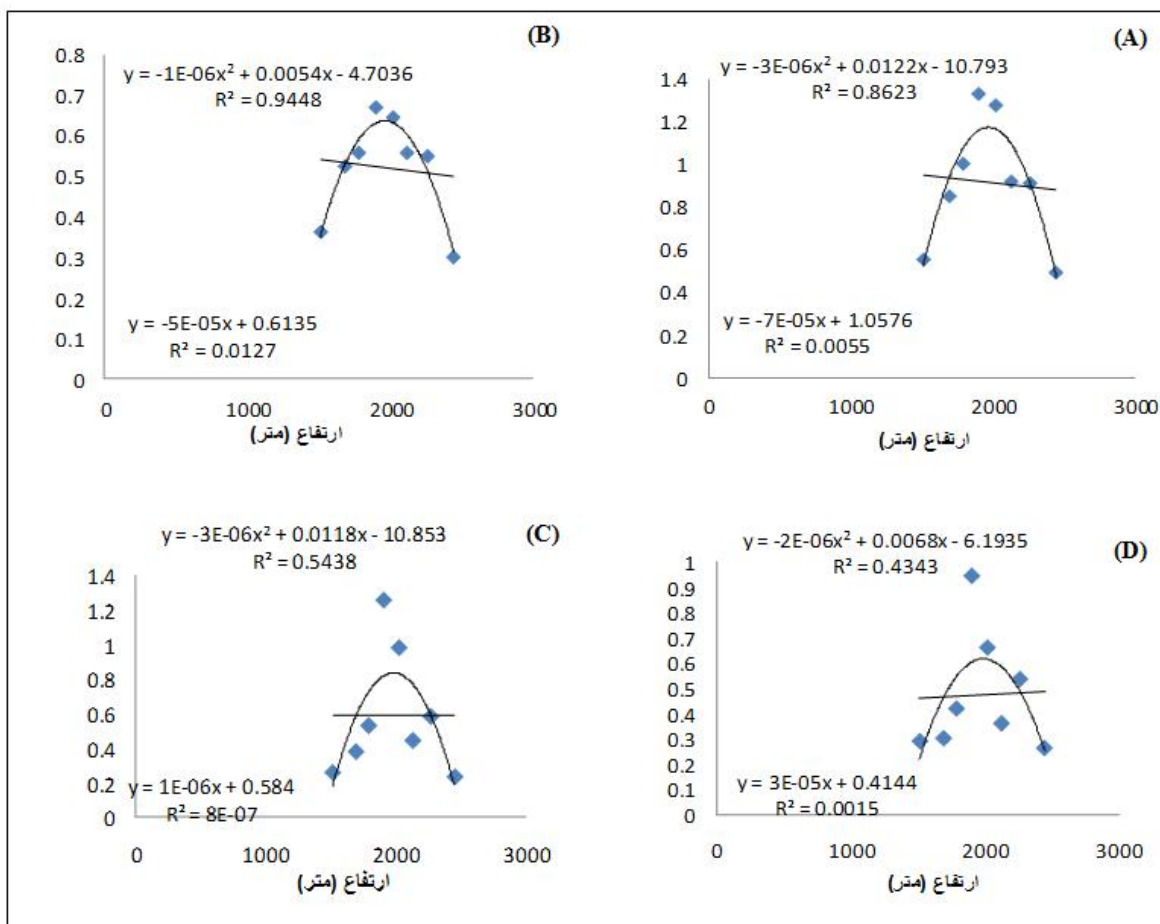 (B)
y = -1E-06x² + 0.0054x - 4.7036
R² = 0.9448
0.8
0.7
0.6
0.5
0.4
0.3
0.2
0.1
0
y = -5E-05x + 0.6135
R² = 0.0127
0 1000 2000 3000
ارتفاع (متر)
(A)
y = -3E-06x² + 0.0122x - 10.793
R² = 0.8623
1.4
1.2
1
0.8
0.6
0.4
0.2
0
y = -7E-05x + 1.0576
R² = 0.0055
0 1000 2000 3000
ارتفاع (متر)
(C)
y = -3E-06x² + 0.0118x - 10.853
R² = 0.5438
1.4
1.2
1
0.8
0.6
0.4
0.2
0
y = 1E-06x + 0.584
R² = 8E-07
0 1000 2000 3000
ارتفاع (متر)
(D)
y = -2E-06x² + 0.0068x - 6.1935
R² = 0.4343
1
0.9
0.8
0.7
0.6
0.5
0.4
0.3
0.2
0.1
0
y = 3E-05x + 0.4144
R² = 0.0015
0 1000 2000 3000
ارتفاع (متر)